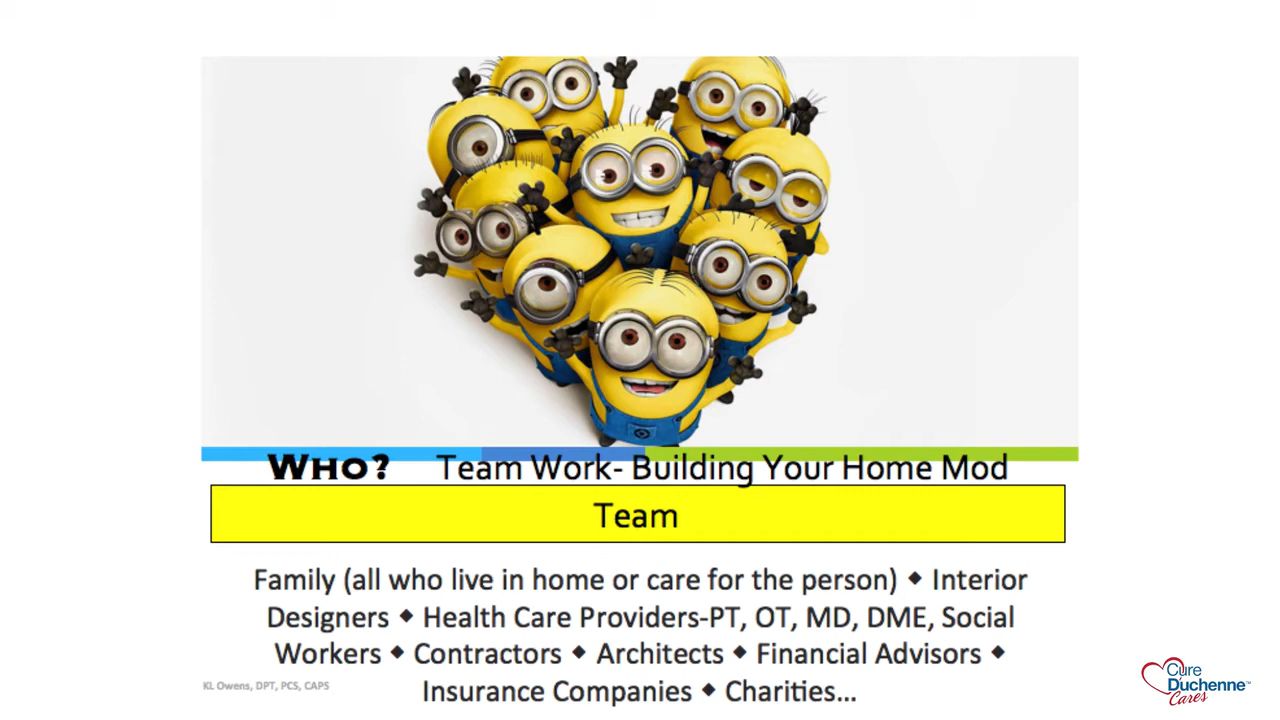 WHO? Team Work- Building Your Home Mod
Team
Family (all who live in home or care for the person) ◆ Interior
Designers ◆ Health Care Providers-PT, OT, MD, DME, Social
Workers ◆ Contractors ◆ Architects ◆ Financial Advisors ◆
Insurance Companies ◆ Charities...
KL Owens, DPT, PCS, CAPS
Cure
Duchenne™
Cares